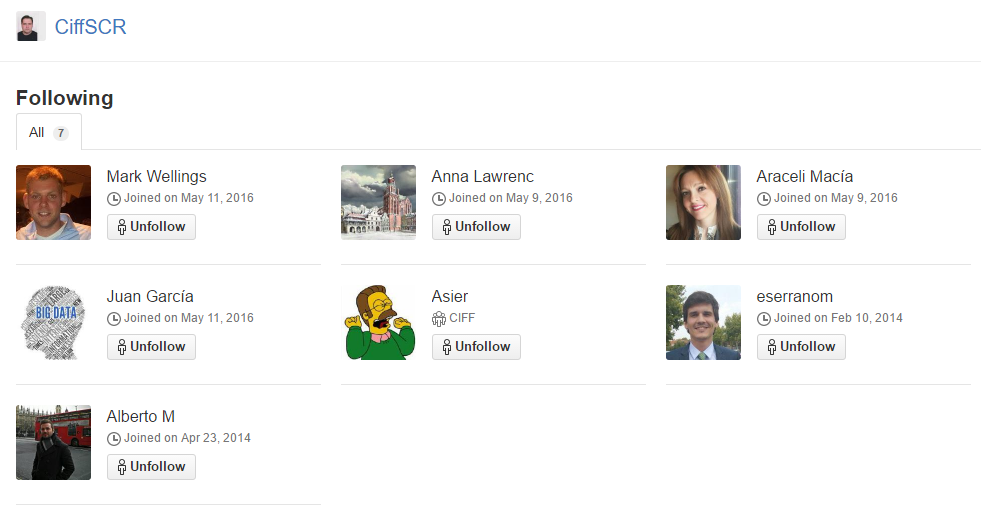 CiffSCR
Following
All 7
Mark Wellings
Joined on May 11, 2016
Unfollow
Anna Lawrenc
Joined on May 9, 2016
Unfollow
Araceli Macía
Joined on May 9, 2016
Unfollow
BIG DATA
Juan García
Joined on May 11, 2016
Unfollow
Asier
CIFF
Unfollow
eserranom
Joined on Feb 10, 2014
Unfollow
Alberto M
Joined on Apr 23, 2014
Unfollow